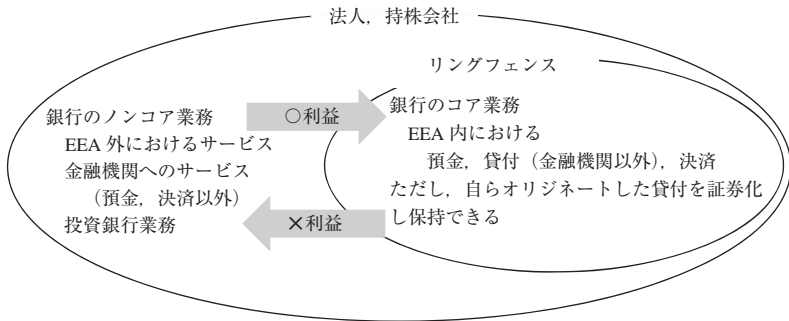 法人，持株会社
リングフェンス
銀行のノンコア業務
EEA 外におけるサービス
金融機関へのサービス
（預金，決済以外）
投資銀行業務
○利益
×利益
銀行のコア業務
EEA 内における
預金，貸付（金融機関以外），決済
ただし，自らオリジネートした貸付を証券化
し保持できる